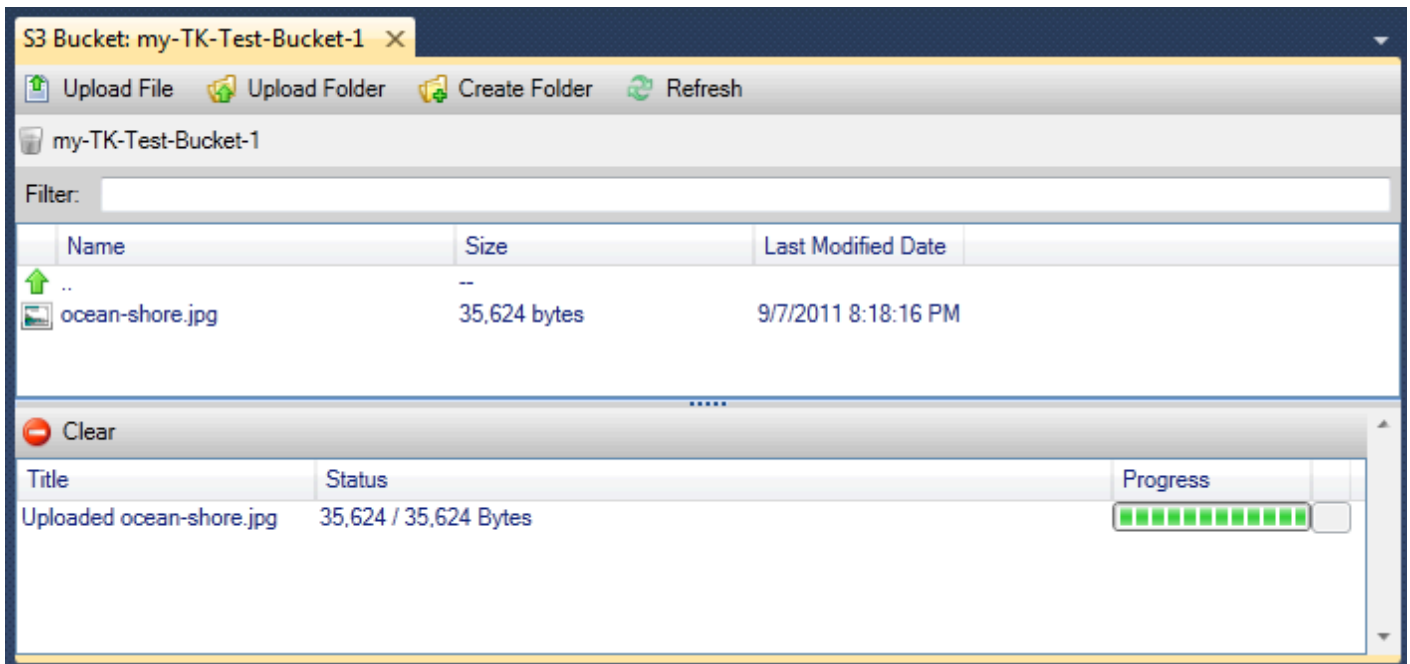 S3 Bucket: my-TK-Test-Bucket-1
Upload File Upload Folder Create Folder Refresh
my-TK-Test-Bucket-1
Filter:
Name Size Last Modified Date
.. --
ocean-shore.jpg 35,624 bytes 9/7/2011 8:18:16 PM
Clear
Title Status Progress
Uploaded ocean-shore.jpg 35,624 / 35,624 Bytes